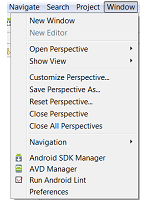 Navigate Search Project Window
New Window
New Editor
Open Perspective
Show View
Customize Perspective...
Save Perspective As...
Reset Perspective...
Close Perspective
Close All Perspectives
Navigation
Android SDK Manager
AVD Manager
Run Android Lint
Preferences